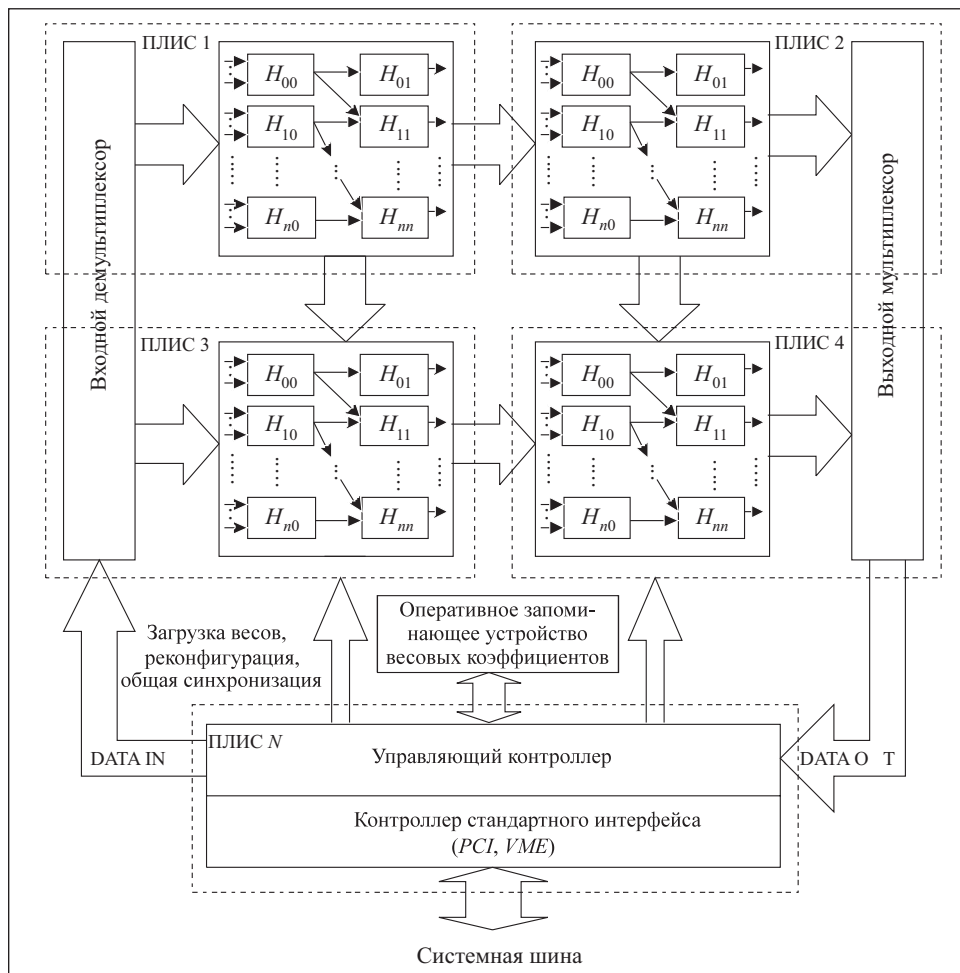 ПЛИС 1
ПЛИС 2
H00 H01
H10 H11
Hn0 Hnn
H00 H01
H10 H11
Hn0 Hnn
Входной демультиплексор
Выходной мультиплексор
ПЛИС 3
ПЛИС 4
H00 H01
H10 H11
Hn0 Hnn
H00 H01
H10 H11
Hn0 Hnn
Загрузка весов,
реконфигурация,
общая синхронизация
Оперативное запоми-
нающее устройство
весовых коэффициентов
DATA IN
ПЛИС N
Управляющий контроллер
DATA O T
Контроллер стандартного интерфейса
(PCI, VME)
Системная шина